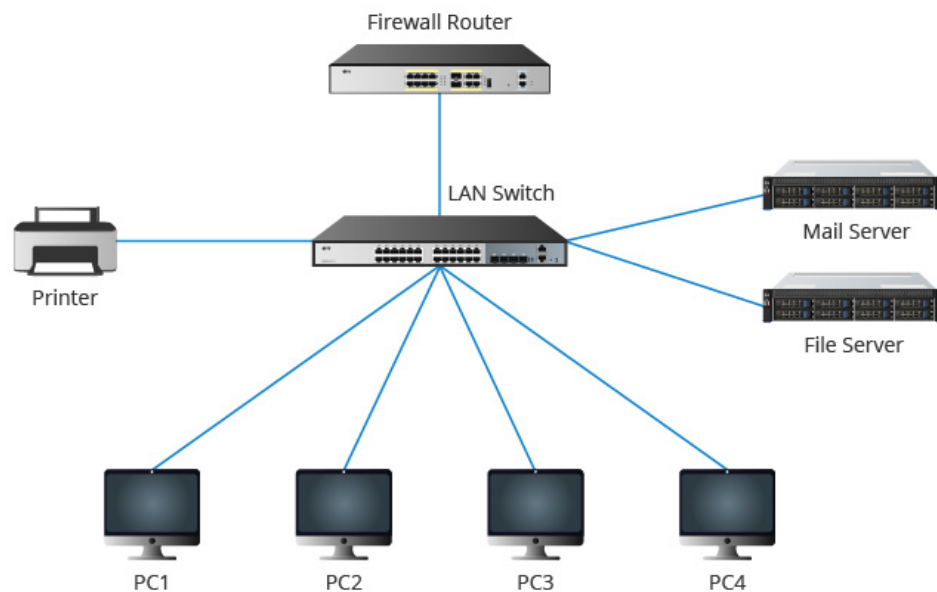 Firewall Router
LAN Switch
Mail Server
Printer
File Server
PC1
PC2
PC3
PC4